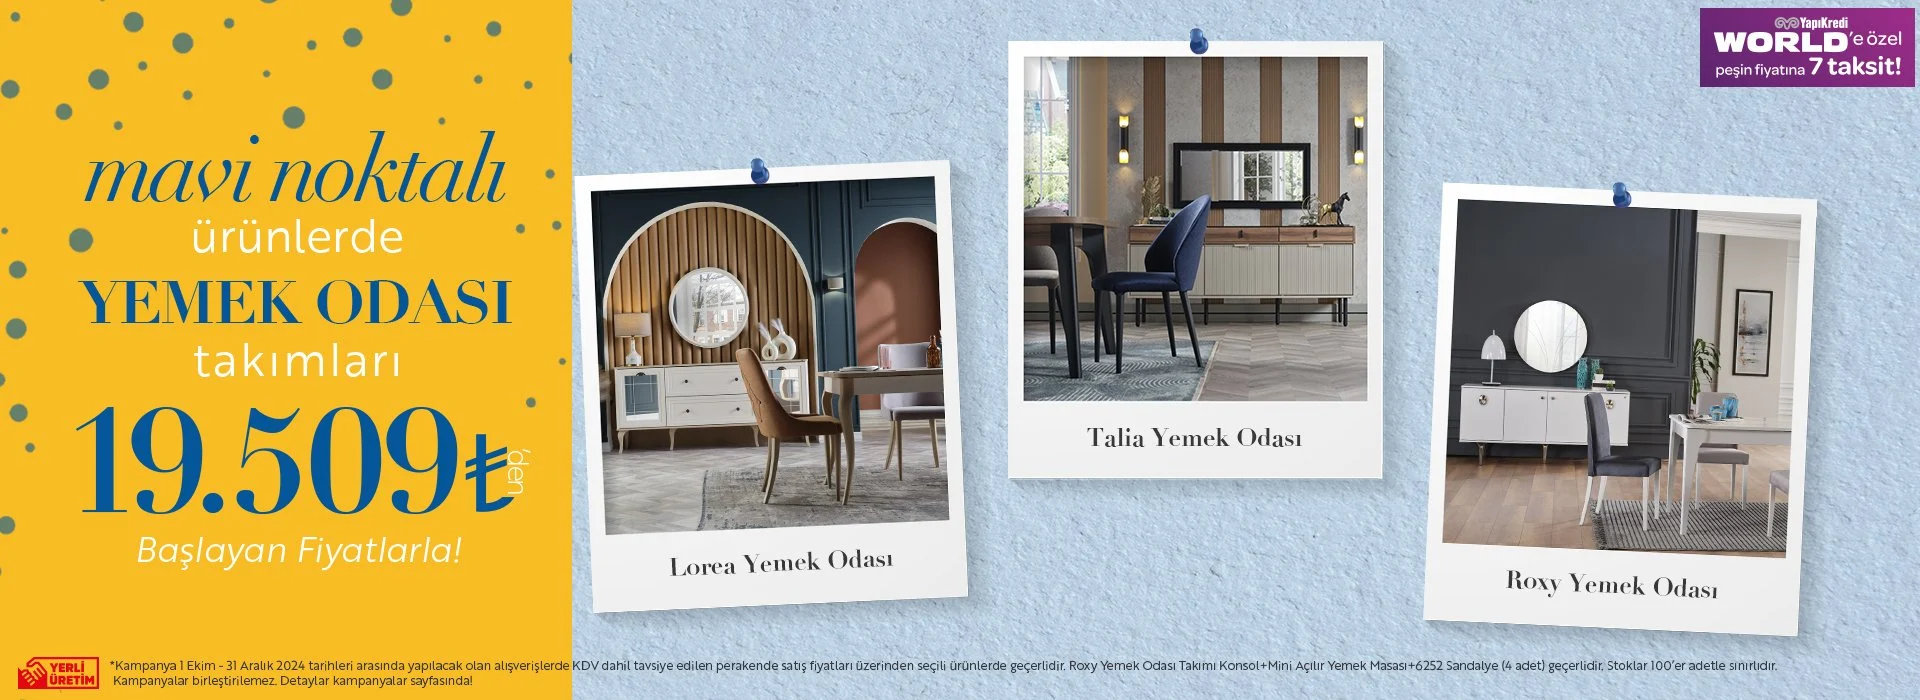 mavi noktalı
ürünlerde
YEMEK ODASI
takımları
19.509₺'den
Başlayan Fiyatlarla!
YERLİ
ÜRETİM
Lorea Yemek Odası
Talia Yemek Odası
Roxy Yemek Odası
YapıKredi
WORLD'e özel
peşin fiyatına 7 taksit!
*Kampanya 1 Ekim - 31 Aralık 2024 tarihleri arasında yapılacak olan alışverişlerde KDV dahil tavsiye edilen perakende satış fiyatları üzerinden seçili ürünlerde geçerlidir. Roxy Yemek Odası Takımı Konsol+Mini Açılır Yemek Masası+6252 Sandalye (4 adet) geçerlidir. Stoklar 100'er adetle sınırlıdır.
Kampanyalar birleştirilemez. Detaylar kampanyalar sayfasında!